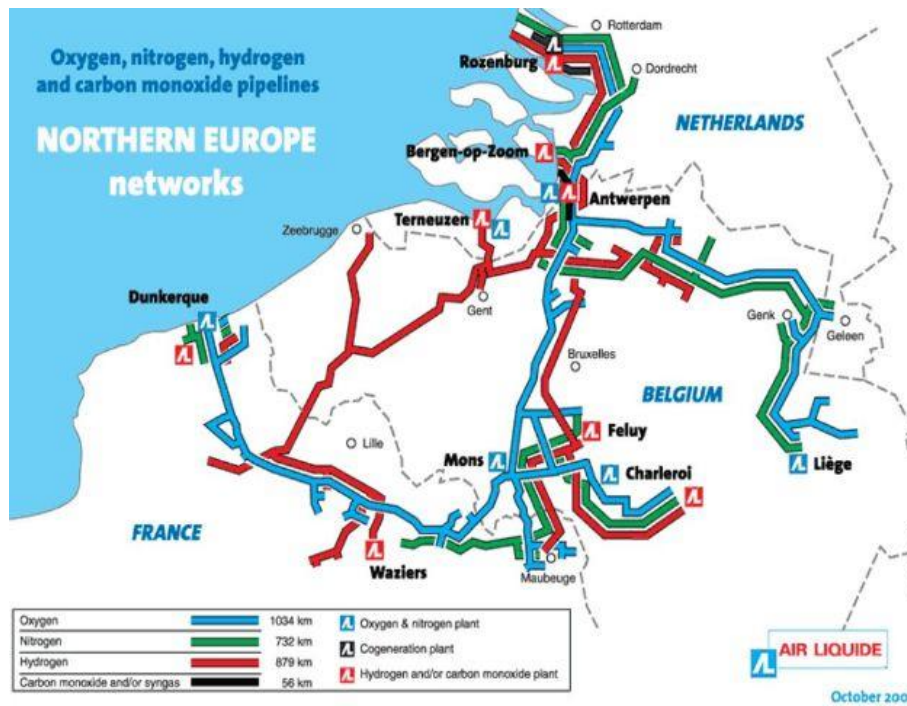 Oxygen, nitrogen, hydrogen
and carbon monoxide pipelines
NORTHERN EUROPE
networks
Rotterdam
Rozenburg
Dordrecht
NETHERLANDS
Bergen-op-Zoom
Antwerpen
Terneuzen
Zeebrugge
Dunkerque
Gent
Genk
Geleen
Bruxelles
BELGIUM
Lille
Feluy
Mons
Charleroi
Liège
FRANCE
Waziers
Maubeuge
Oxygen 1034 km
Nitrogen 732 km
Hydrogen 879 km
Carbon monoxide and/or syngas 56 km
Oxygen & nitrogen plant
Cogeneration plant
Hydrogen and/or carbon monoxide plant
AIR LIQUIDE
October 200